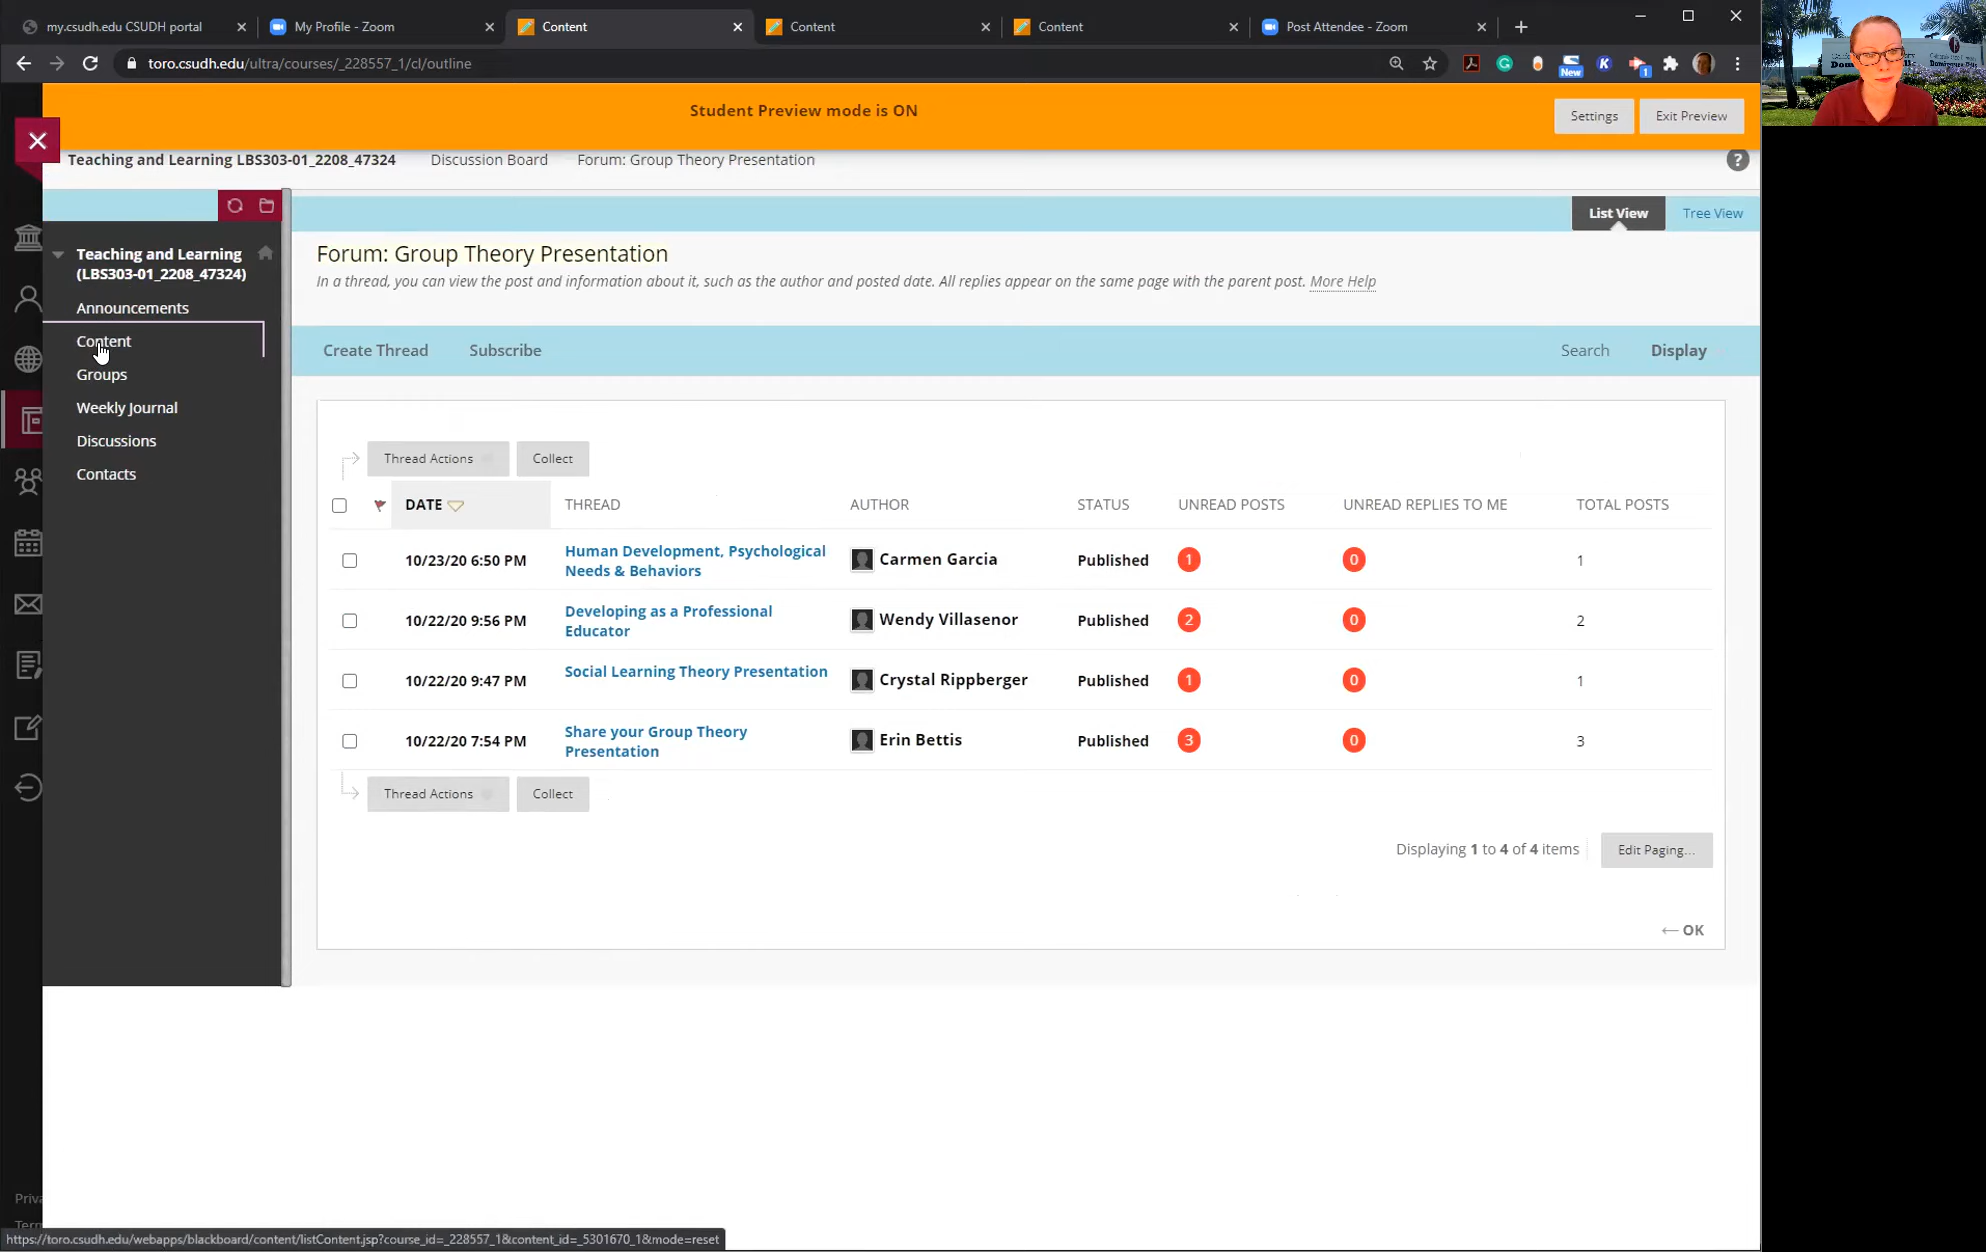 my.csudh.edu CSUDH portal
My Profile - Zoom
Content
Content
Content
Post Attendee - Zoom
toro.csudh.edu/ultra/courses/_228557_1/cl/outline
New
1
Student Preview mode is ON
Settings
Exit Preview
Teaching and Learning LBS303-01_2208_47324
Discussion Board
Forum: Group Theory Presentation
List View
Tree View
Teaching and Learning
(LBS303-01_2208_47324)
Announcements
Content
Groups
Weekly Journal
Discussions
Contacts
Forum: Group Theory Presentation
In a thread, you can view the post and information about it, such as the author and posted date. All replies appear on the same page with the parent post. More Help
Create Thread
Subscribe
Search
Display
Thread Actions
Collect
DATE THREAD AUTHOR STATUS UNREAD POSTS UNREAD REPLIES TO ME TOTAL POSTS
10/23/20 6:50 PM Human Development, Psychological Needs & Behaviors Carmen Garcia Published 1 0 1
10/22/20 9:56 PM Developing as a Professional Educator Wendy Villasenor Published 2 0 2
10/22/20 9:47 PM Social Learning Theory Presentation Crystal Rippberger Published 1 0 1
10/22/20 7:54 PM Share your Group Theory Presentation Erin Bettis Published 3 0 3
Thread Actions
Collect
Displaying 1 to 4 of 4 items
Edit Paging...
OK
https://toro.csudh.edu/webapps/blackboard/content/listContent.jsp?course_id=_228557_1&content_id=_5301670_1&mode=reset